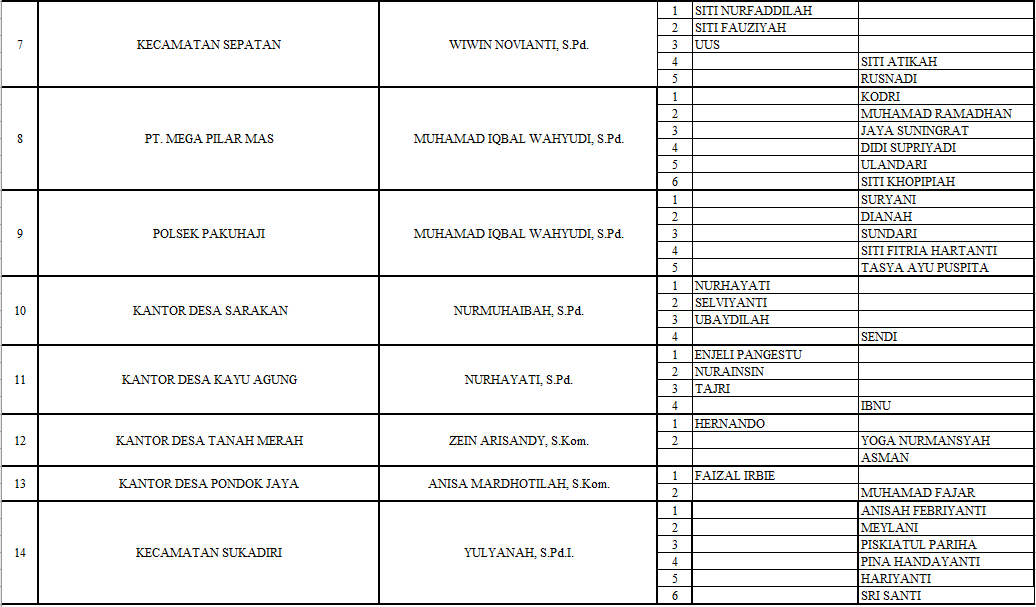 1 SITI NURFADDILAH
2 SITI FAUZIYAH
7 KECAMATAN SEPATAN WIWIN NOVIANTI, S.Pd. 3 UUS
4 SITI ATIKAH
5 RUSNADI
1 KODRI
2 MUHAMAD RAMADHAN
3 JAYA SUNINGRAT
8 PT. MEGA PILAR MAS MUHAMAD IQBAL WAHYUDI, S.Pd. 4 DIDI SUPRIYADI
5 ULANDARI
6 SITI KHOPIPIAH
1 SURYANI
2 DIANAH
9 POLSEK PAKUHAJI MUHAMAD IQBAL WAHYUDI, S.Pd. 3 SUNDARI
4 SITI FITRIA HARTANTI
5 TASYA AYU PUSPITA
1 NURHAYATI
2 SELVIYANTI
10 KANTOR DESA SARAKAN NURMUHAIBAH, S.Pd. 3 UBAYDILAH
4 SENDI
1 ENJELI PANGESTU
2 NURAINSIN
11 KANTOR DESA KAYU AGUNG NURHAYATI, S.Pd. 3 TAJRI
4 IBNU
1 HERNANDO
12 KANTOR DESA TANAH MERAH ZEIN ARISANDY, S.Kom. 2 YOGA NURMANSYAH
ASMAN
1 FAIZAL IRBIE
13 KANTOR DESA PONDOK JAYA ANISA MARDHOTILAH, S.Kom.
2 MUHAMAD FAJAR
1 ANISAH FEBRIYANTI
2 MEYLANI
3 PISKIATUL PARIHA
14 KECAMATAN SUKADIRI YULYANAH, S.Pd.I.
4 PINA HANDAYANTI
5 HARIYANTI
6 SRI SANTI